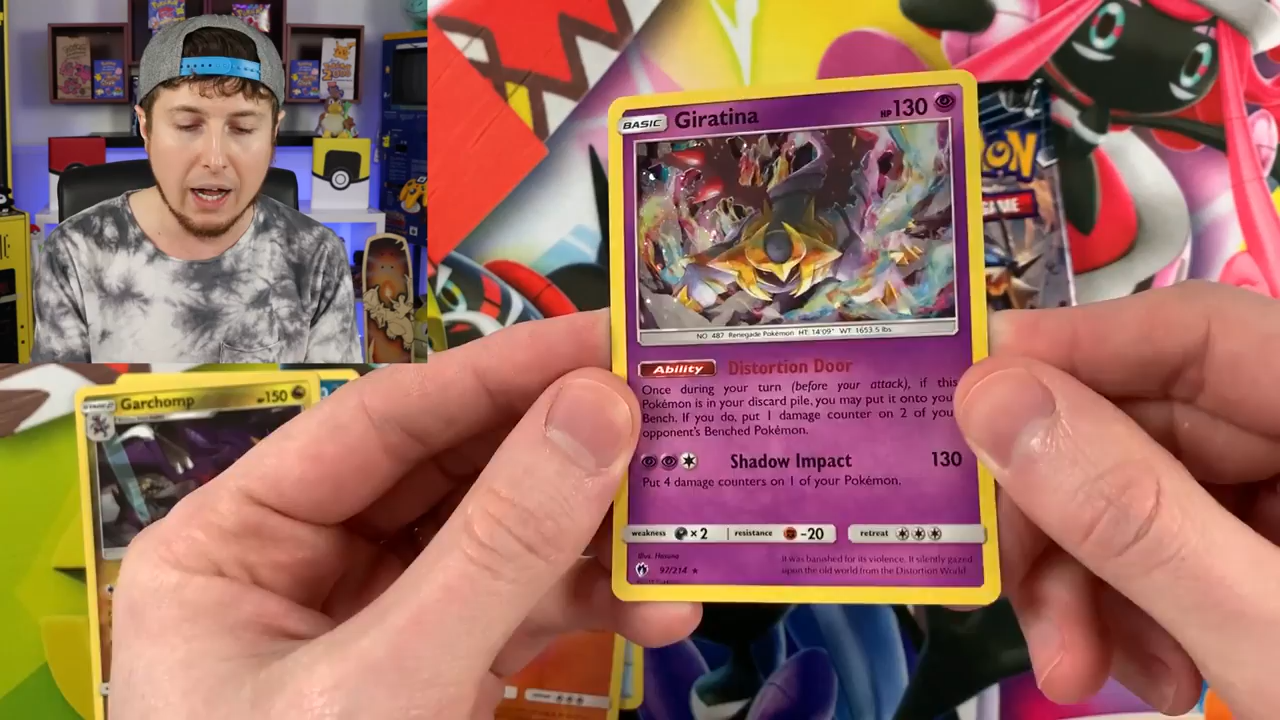 BASIC Giratina HP 130
NO. 487 Renegade Pokémon HT: 14'09" WT: 1653.5 lbs
Ability Distortion Door
Once during your turn (before your attack), if this
Pokémon is in your discard pile, you may put it onto you
Bench. If you do, put 1 damage counter on 2 of you
opponent's Benched Pokémon.
Shadow Impact 130
Put 4 damage counters on 1 of your Pokémon.
weakness ×2 resistance -20 retreat
Illus. Hasuno
97/214
It was banished for its violence. It silently gazed
upon the old world from the Distortion World.
Garchomp HP 150
MON
GAME